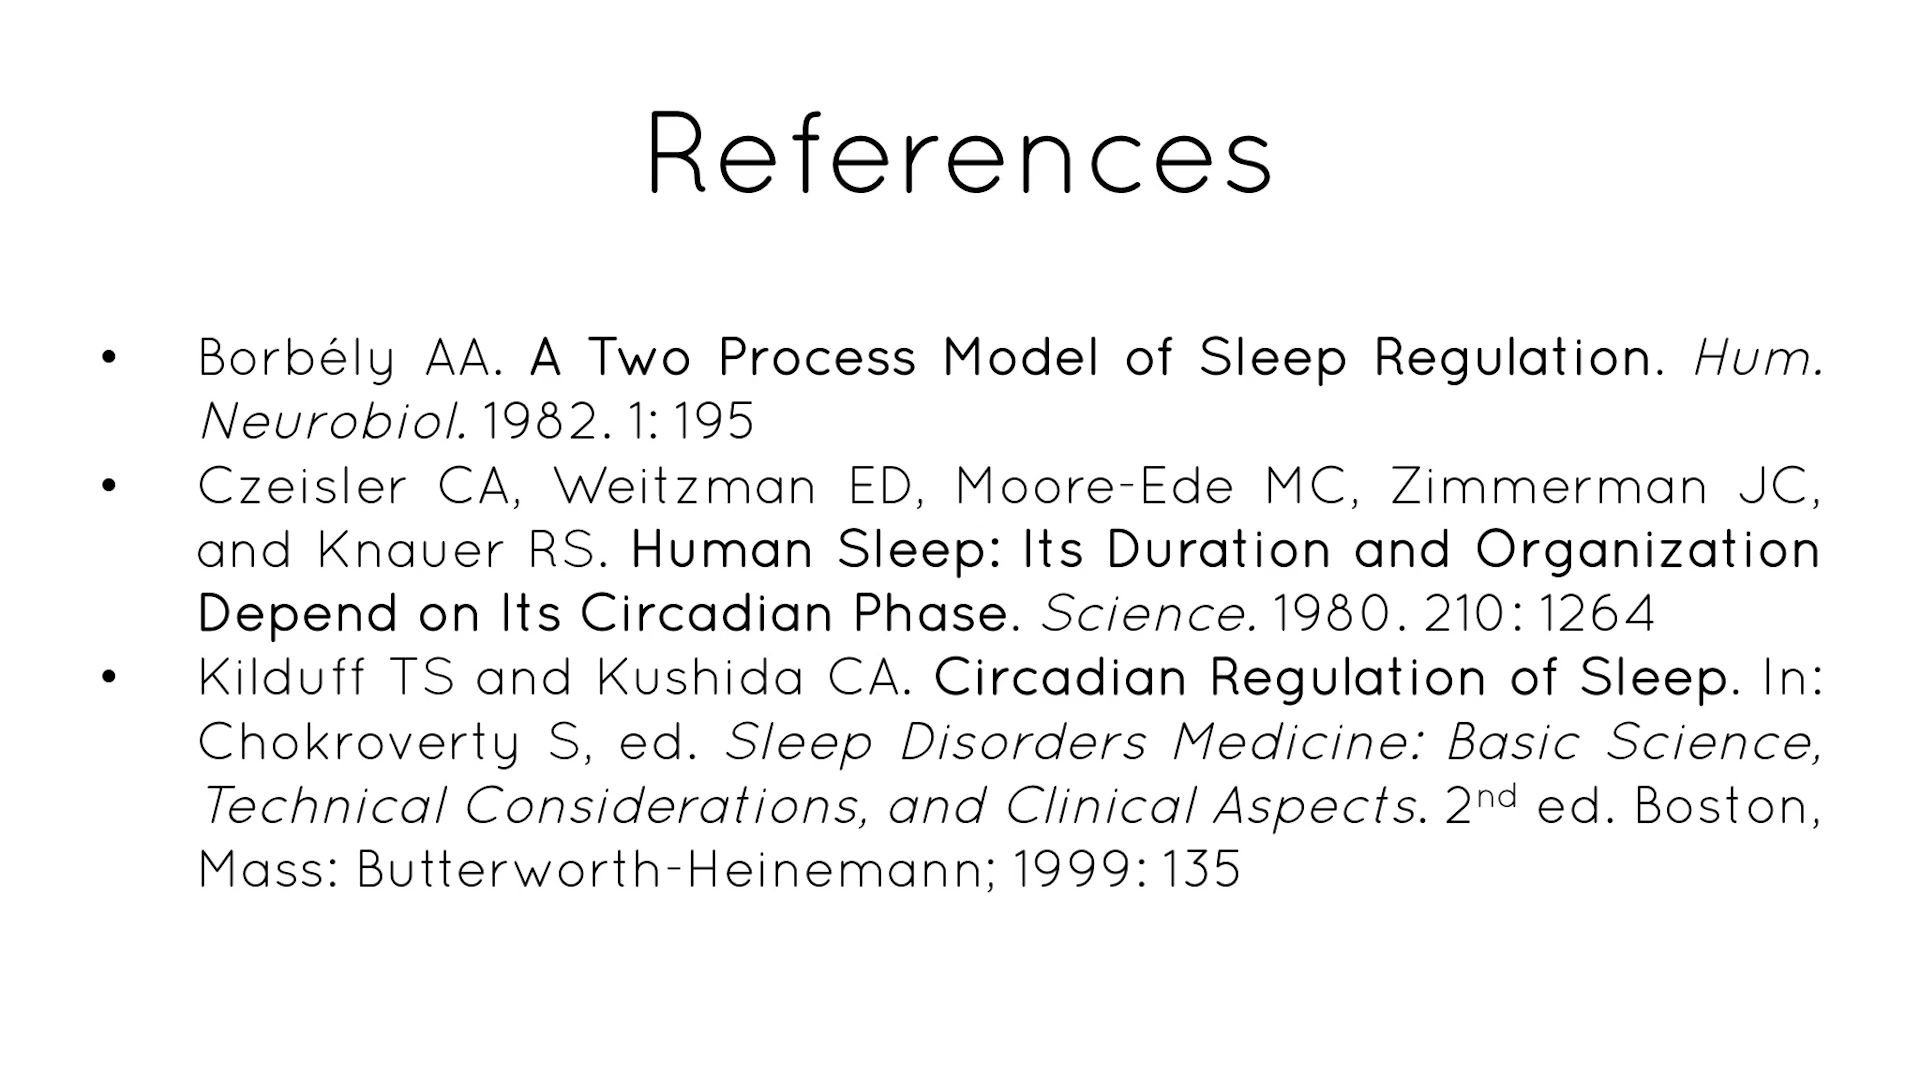 References
• Borbély AA. A Two Process Model of Sleep Regulation. Hum.
Neurobiol. 1982. 1: 195
• Czeisler CA, Weitzman ED, Moore-Ede MC, Zimmerman JC,
and Knauer RS. Human Sleep: Its Duration and Organization
Depend on Its Circadian Phase. Science. 1980. 210: 1264
• Kilduff TS and Kushida CA. Circadian Regulation of Sleep. In:
Chokroverty S, ed. Sleep Disorders Medicine: Basic Science,
Technical Considerations, and Clinical Aspects. 2nd ed. Boston,
Mass: Butterworth-Heinemann; 1999: 135